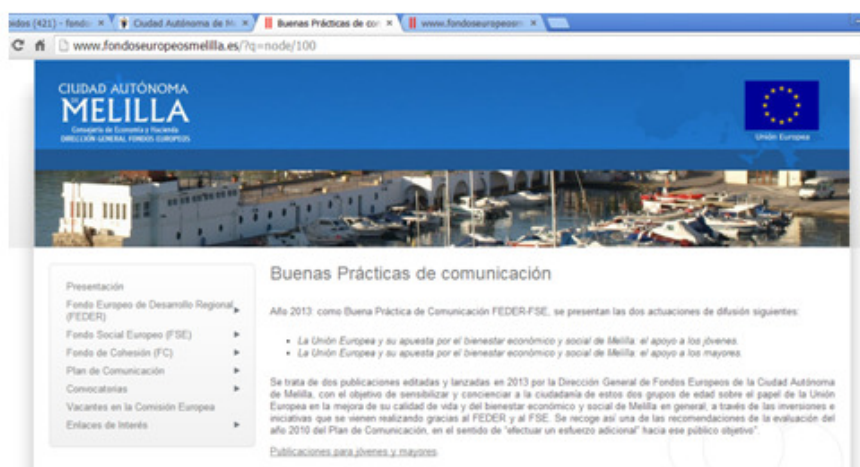 (421) - fondo
Ciudad Autónoma de M
Buenas Prácticas de con
www.fondoseuropeosm
www.fondoseuropeosmelilla.es/?q=node/100
CIUDAD AUTÓNOMA
MELILLA
Consejería de Economía y Hacienda
DIRECCIÓN GENERAL FONDOS EUROPEOS
Unión Europea
Presentación
Fondo Europeo de Desarrollo Regional
(FEDER)
Fondo Social Europeo (FSE)
Fondo de Cohesión (FC)
Plan de Comunicación
Convocatorias
Vacantes en la Comisión Europea
Enlaces de Interés
Buenas Prácticas de comunicación
Año 2013: como Buena Práctica de Comunicación FEDER-FSE, se presentan las dos actuaciones de difusión siguientes:
• La Unión Europea y su apuesta por el bienestar económico y social de Melilla: el apoyo a los jóvenes.
• La Unión Europea y su apuesta por el bienestar económico y social de Melilla: el apoyo a los mayores.
Se trata de dos publicaciones editadas y lanzadas en 2013 por la Dirección General de Fondos Europeos de la Ciudad Autónoma
de Melilla, con el objetivo de sensibilizar y concienciar a la ciudadanía de estos dos grupos de edad sobre el papel de la Unión
Europea en la mejora de su calidad de vida y del bienestar económico y social de Melilla en general, a través de las inversiones e
iniciativas que se vienen realizando gracias al FEDER y al FSE. Se recoge así una de las recomendaciones de la evaluación del
año 2010 del Plan de Comunicación, en el sentido de "efectuar un esfuerzo adicional" hacia ese público objetivo".
Publicaciones para jóvenes y mayores